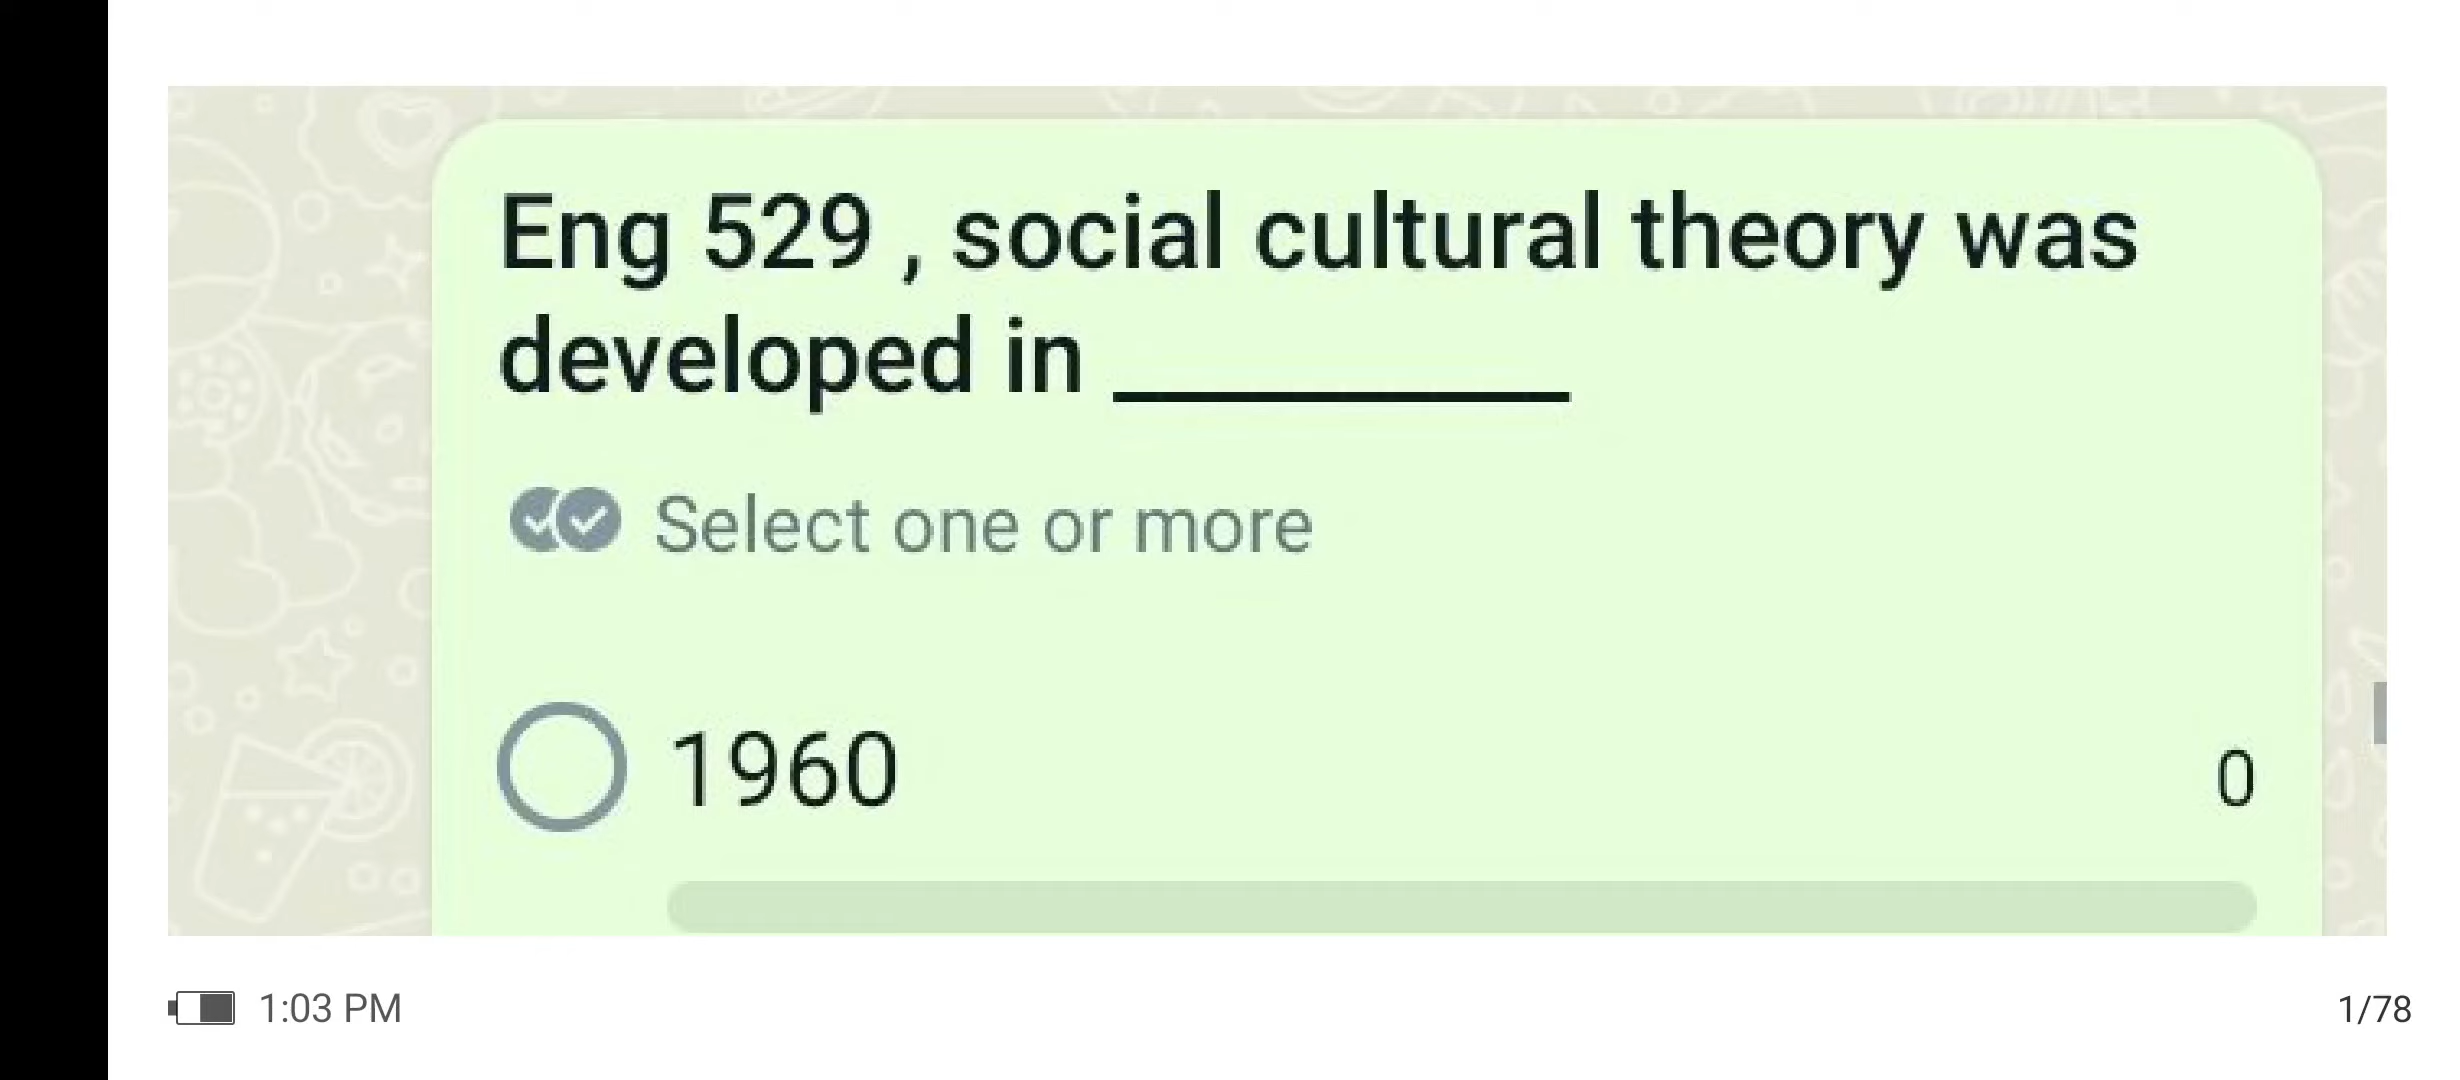 Eng 529 , social cultural theory was
developed in __________
Select one or more
1960 0
1:03 PM 1/78